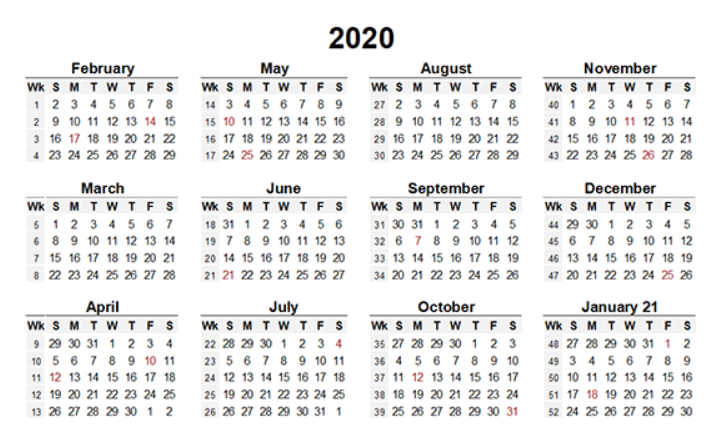 2020
February
Wk S M T W T F S
1 2 3 4 5 6 7 8
2 9 10 11 12 13 14 15
3 16 17 18 19 20 21 22
4 23 24 25 26 27 28 29
May
Wk S M T W T F S
14 3 4 5 6 7 8 9
15 10 11 12 13 14 15 16
16 17 18 19 20 21 22 23
17 24 25 26 27 28 29 30
August
Wk S M T W T F S
27 2 3 4 5 6 7 8
28 9 10 11 12 13 14 15
29 16 17 18 19 20 21 22
30 23 24 25 26 27 28 29
November
Wk S M T W T F S
40 1 2 3 4 5 6 7
41 8 9 10 11 12 13 14
42 15 16 17 18 19 20 21
43 22 23 24 25 26 27 28
March
Wk S M T W T F S
5 1 2 3 4 5 6 7
6 8 9 10 11 12 13 14
7 15 16 17 18 19 20 21
8 22 23 24 25 26 27 28
June
Wk S M T W T F S
18 31 1 2 3 4 5 6
19 7 8 9 10 11 12 13
20 14 15 16 17 18 19 20
21 21 22 23 24 25 26 27
September
Wk S M T W T F S
31 30 31 1 2 3 4 5
32 6 7 8 9 10 11 12
33 13 14 15 16 17 18 19
34 20 21 22 23 24 25 26
December
Wk S M T W T F S
44 29 30 1 2 3 4 5
45 6 7 8 9 10 11 12
46 13 14 15 16 17 18 19
47 20 21 22 23 24 25 26
April
Wk S M T W T F S
9 29 30 31 1 2 3 4
10 5 6 7 8 9 10 11
11 12 13 14 15 16 17 18
12 19 20 21 22 23 24 25
13 26 27 28 29 30 1 2
July
Wk S M T W T F S
22 28 29 30 1 2 3 4
23 5 6 7 8 9 10 11
24 12 13 14 15 16 17 18
25 19 20 21 22 23 24 25
26 26 27 28 29 30 31 1
October
Wk S M T W T F S
35 27 28 29 30 1 2 3
36 4 5 6 7 8 9 10
37 11 12 13 14 15 16 17
38 18 19 20 21 22 23 24
39 25 26 27 28 29 30 31
January 21
Wk S M T W T F S
48 27 28 29 30 31 1 2
49 3 4 5 6 7 8 9
50 10 11 12 13 14 15 16
51 17 18 19 20 21 22 23
52 24 25 26 27 28 29 30